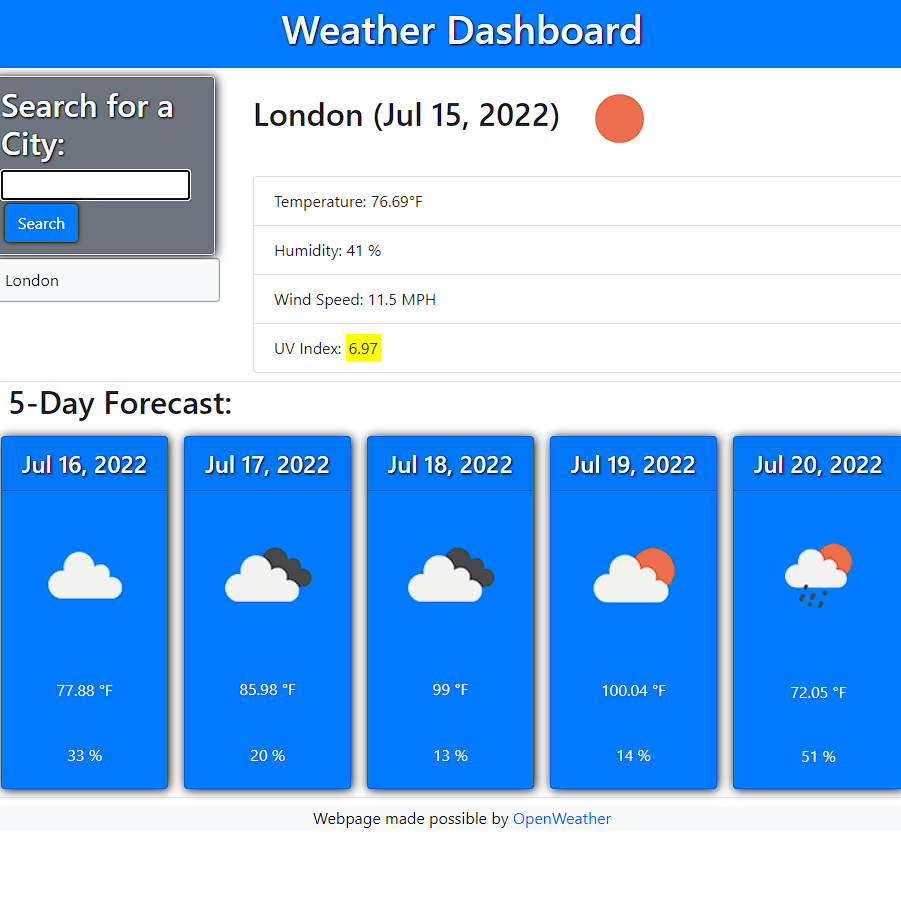 Weather Dashboard
Search for a
City:
Search
London
London (Jul 15, 2022)
Temperature: 76.69°F
Humidity: 41 %
Wind Speed: 11.5 MPH
UV Index: 6.97
5-Day Forecast:
Jul 16, 2022
77.88 °F
33 %
Jul 17, 2022
85.98 °F
20 %
Jul 18, 2022
99 °F
13 %
Jul 19, 2022
100.04 °F
14 %
Jul 20, 2022
72.05 °F
51 %
Webpage made possible by OpenWeather